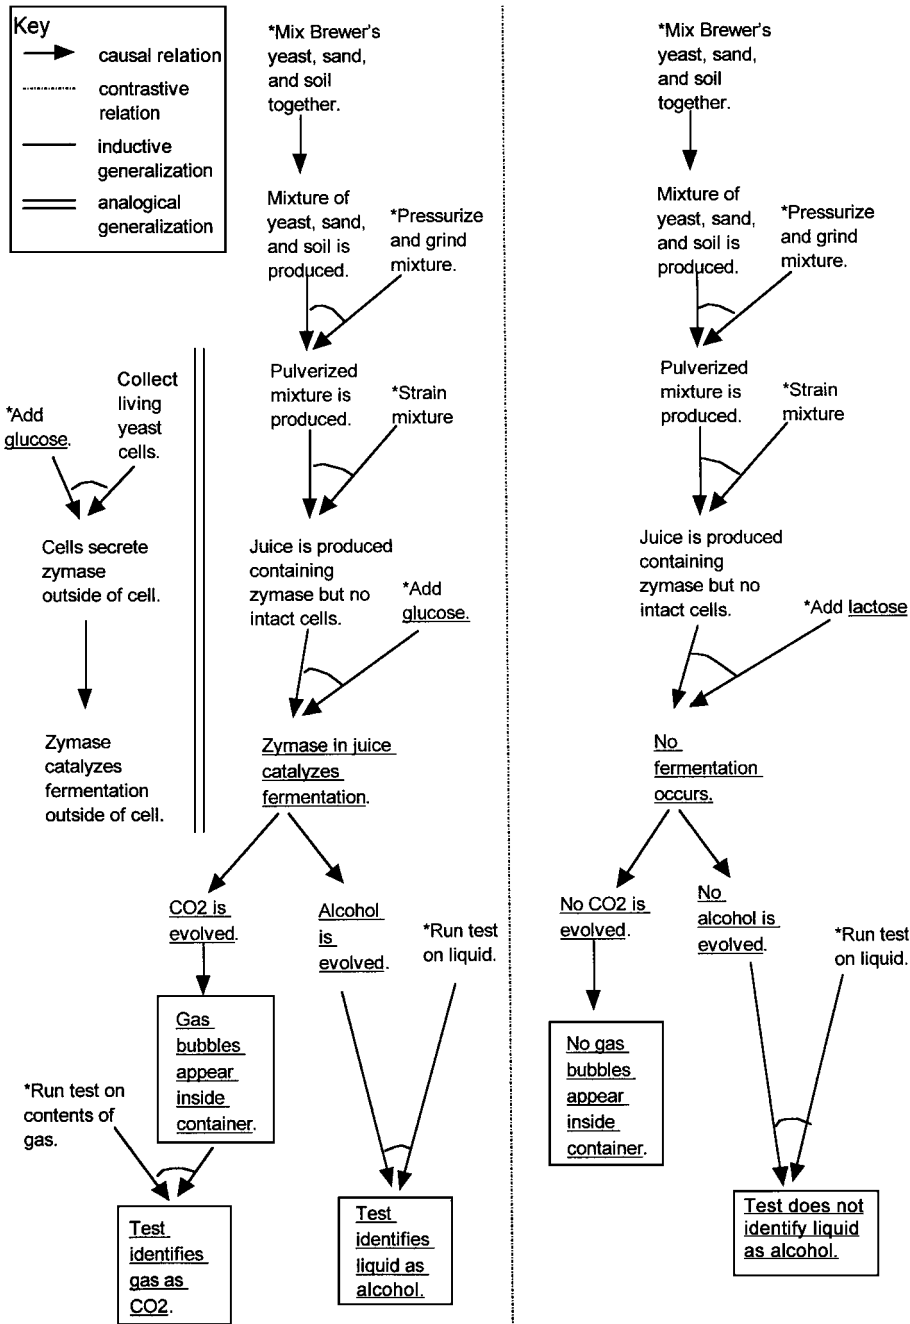 Key
causal relation
contrastive
relation
inductive
generalization
analogical
generalization
*Add
glucose.
Collect
living
yeast
cells.
Cells secrete
zymase
outside of cell.
Zymase
catalyzes
fermentation
outside of cell.
*Mix Brewer's
yeast, sand,
and soil
together.
Mixture of
yeast, sand,
and soil is
produced.
*Pressurize
and grind
mixture.
Pulverized
mixture is
produced.
*Strain
mixture
Juice is produced
containing
zymase but no
intact cells.
*Add
glucose.
Zymase in juice
catalyzes
fermentation.
CO2 is
evolved.
Alcohol
is
evolved.
*Run test
on liquid.
Gas
bubbles
appear
inside
container.
*Run test on
contents of
gas.
Test
identifies
gas as
CO2.
Test
identifies
liquid as
alcohol.
*Mix Brewer's
yeast, sand,
and soil
together.
Mixture of
yeast, sand,
and soil is
produced.
*Pressurize
and grind
mixture.
Pulverized
mixture is
produced.
*Strain
mixture
Juice is produced
containing
zymase but no
intact cells.
*Add lactose
No
fermentation
occurs.
No CO2 is
evolved.
No
alcohol is
evolved.
*Run test
on liquid.
No gas
bubbles
appear
inside
container.
Test does not
identify liquid
as alcohol.